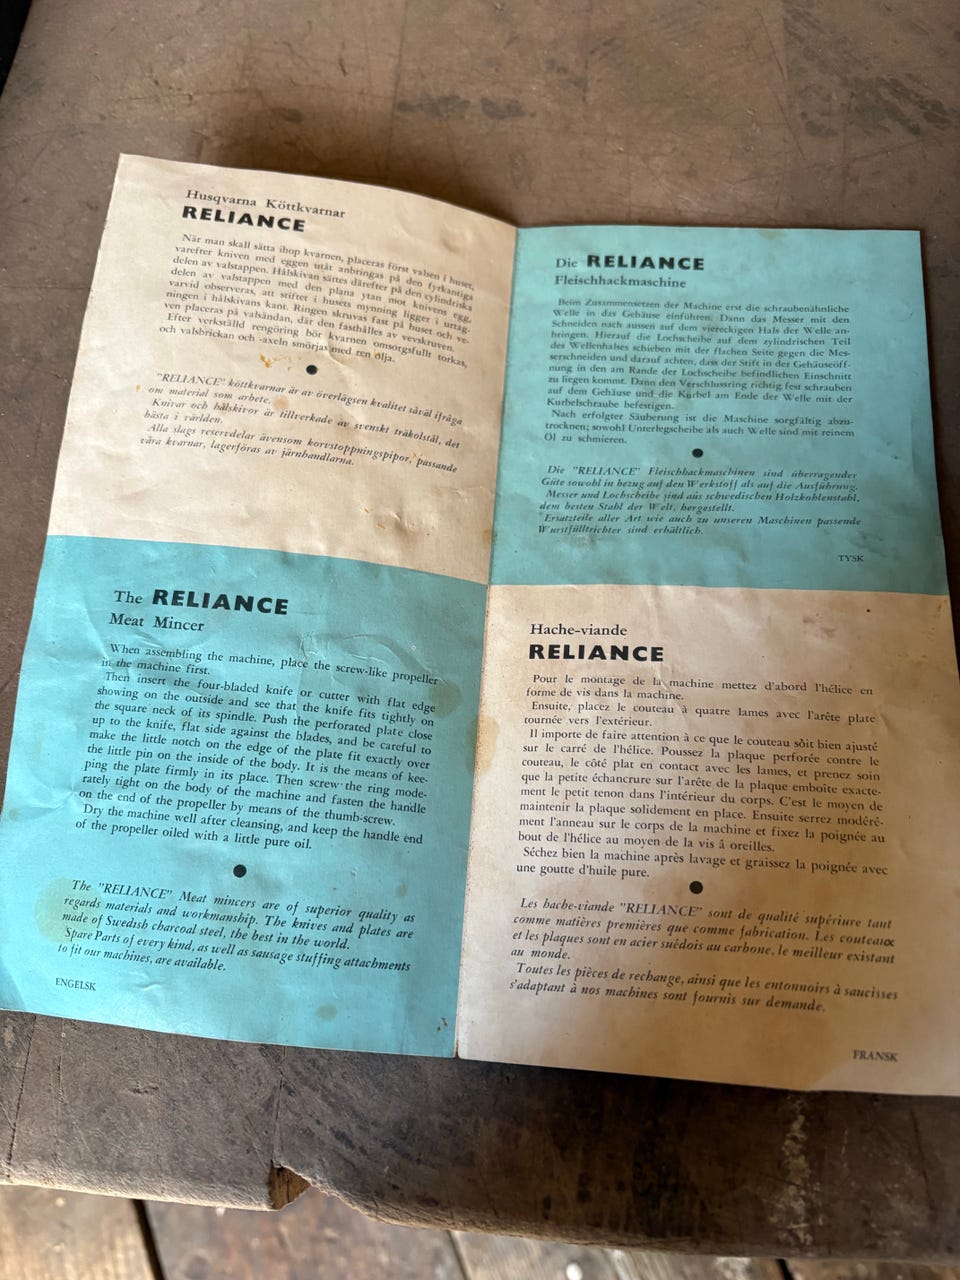 Husqvarna Köttkvarnar
RELIANCE
När man skall sätta ihop kvarnen, placeras först valsen i huset,
varefter kniven med eggen utåt anbringas på den fyrkantiga
delen av valstappen. Hålskivan sättes därefter på den cylindriska
delen av valstappen med den plana ytan mot knivens egg,
varvid observeras, att stiftet i husets mynning ligger i urtag-
ningen i hålskivans kant. Ringen skruvas fast på huset och ve-
ven placeras på valsändan, där den fasthålles av vevskruven.
Efter verkställd rengöring bör kvarnen omsorgsfullt torkas,
och valsbrickan och -axeln smörjas med ren olja.
"RELIANCE" köttkvarnar är av överlägsen kvalitet såväl ifråga
om material som arbete.
Knivar och hålskivor är tillverkade av svenskt träkolstål, det
bästa i världen.
Alla slags reservdelar ävensom korvstoppningspipor, passande
våra kvarnar, lagerföras av järnhandlarna.
Die RELIANCE
Fleischhackmaschine
Beim Zusammensetzen der Machine erst die schraubenähnliche
Welle in das Gehäuse einführen. Dann das Messer mit den
Schneiden nach aussen auf dem viereckigen Hals der Welle an-
bringen. Hierauf die Lochscheibe auf dem zylindrischen Teil
des Wellenhalses schieben mit der flachen Seite gegen die Mes-
serschneiden und darauf achten, dass der Stift in der Gehäuseöff-
nung in den am Rande der Lochscheibe befindlichen Einschnitt
zu liegen kommt. Dann den Verschlussring richtig fest schrauben
auf dem Gehäuse und die Kurbel am Ende der Welle mit der
Kurbelschraube befestigen.
Nach erfolgter Säuberung ist die Maschine sorgfältig abzu-
trocknen; sowohl Unterlegscheibe als auch Welle sind mit reinem
Öl zu schmieren.
Die "RELIANCE" Fleischhackmaschinen sind überragender
Güte sowohl in bezug auf den Werkstoff als auf die Ausführung.
Messer und Lochscheibe sind aus schwedischen Holzkohlenstahl,
dem besten Stahl der Welt, hergestellt.
Ersatzteile aller Art wie auch zu unseren Maschinen passende
Wurstfülltrichter sind erhältlich.
TYSK
The RELIANCE
Meat Mincer
When assembling the machine, place the screw-like propeller
in the machine first.
Then insert the four-bladed knife or cutter with flat edge
showing on the outside and see that the knife fits tightly on
the square neck of its spindle. Push the perforated plate close
up to the knife, flat side against the blades, and be careful to
make the little notch on the edge of the plate fit exactly over
the little pin on the inside of the body. It is the means of kee-
ping the plate firmly in its place. Then screw the ring mode-
rately tight on the body of the machine and fasten the handle
on the end of the propeller by means of the thumb-screw.
Dry the machine well after cleansing, and keep the handle end
of the propeller oiled with a little pure oil.
The "RELIANCE" Meat mincers are of superior quality as
regards materials and workmanship. The knives and plates are
made of Swedish charcoal steel, the best in the world.
Spare Parts of every kind, as well as sausage stuffing attachments
to fit our machines, are available.
ENGELSK
Hache-viande
RELIANCE
Pour le montage de la machine mettez d'abord l'hélice en
forme de vis dans la machine.
Ensuite, placez le couteau à quatre lames avec l'arête plate
tournée vers l'extérieur.
Il importe de faire attention à ce que le couteau soit bien ajusté
sur le carré de l'hélice. Poussez la plaque perforée contre le
couteau, le côté plat en contact avec les lames, et prenez soin
que la petite échancrure sur l'arête de la plaque emboîte exacte-
ment le petit tenon dans l'intérieur du corps. C'est le moyen de
maintenir la plaque solidement en place. Ensuite serrez modéré-
ment l'anneau sur le corps de la machine et fixez la poignée au
bout de l'hélice au moyen de la vis à oreilles.
Séchez bien la machine après lavage et graissez la poignée avec
une goutte d'huile pure.
Les hache-viande "RELIANCE" sont de qualité supérieure tant
comme matières premières que comme fabrication. Les couteaux
et les plaques sont en acier suédois au carbone, le meilleur existant
au monde.
Toutes les pièces de rechange, ainsi que les entonnoirs à saucisses
s'adaptant à nos machines sont fournis sur demande.
FRANSK